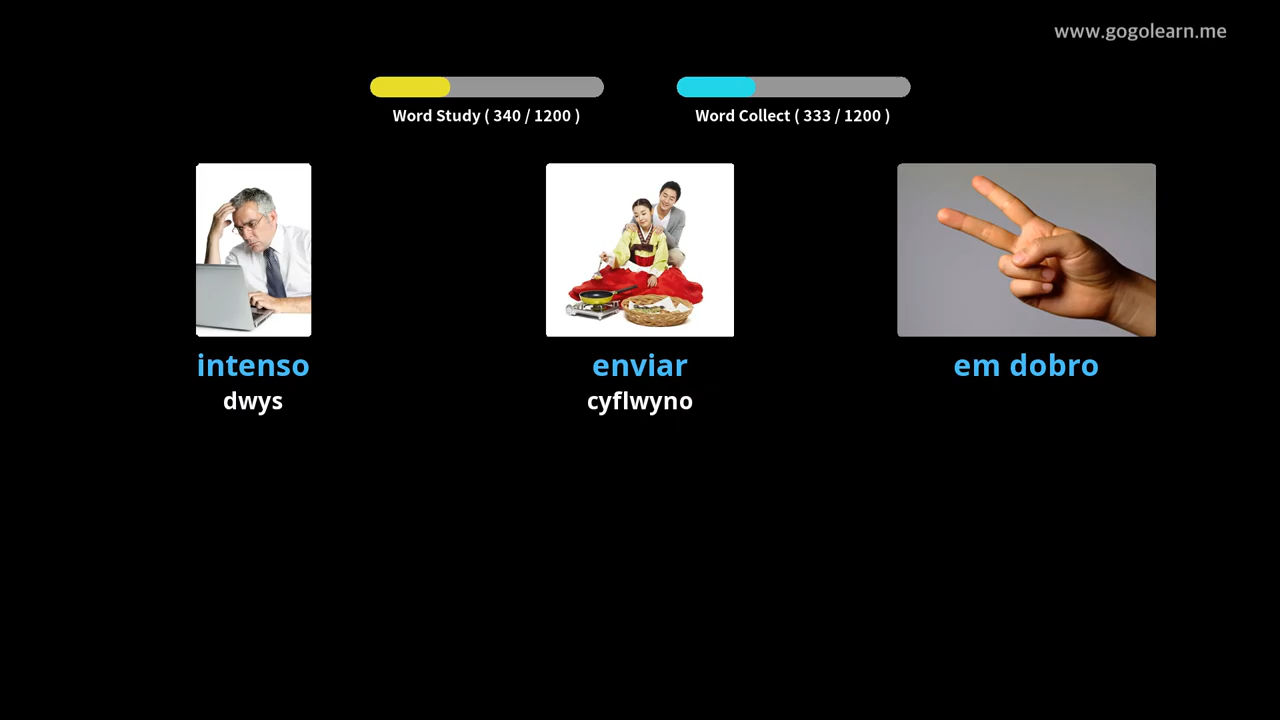 www.gogolearn.me
Word Study ( 340 / 1200 )
Word Collect ( 333 / 1200 )
intenso
dwys
enviar
cyflwyno
em dobro